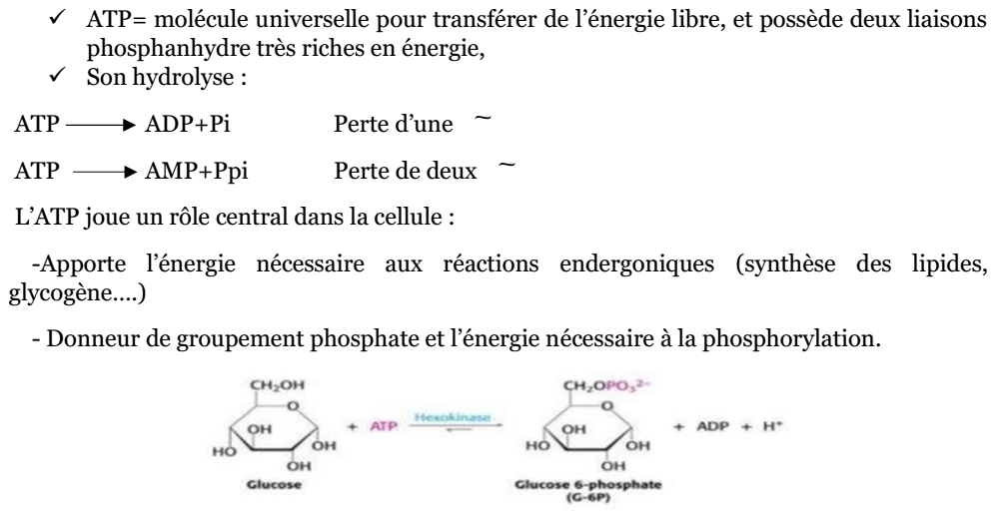 ✓ ATP= molécule universelle pour transférer de l’énergie libre, et possède deux liaisons
phosphanhydre très riches en énergie,
✓ Son hydrolyse :
ATP ⟶ ADP+Pi Perte d’une ~
ATP ⟶ AMP+Ppi Perte de deux ~
L’ATP joue un rôle central dans la cellule :
-Apporte l’énergie nécessaire aux réactions endergoniques (synthèse des lipides,
glycogène....)
- Donneur de groupement phosphate et l’énergie nécessaire à la phosphorylation.
CH₂OH CH₂OPO₃²⁻
O O
OH + ATP Hexokinase OH + ADP + H⁺
HO OH HO OH
OH OH
Glucose Glucose 6-phosphate
(G-6P)